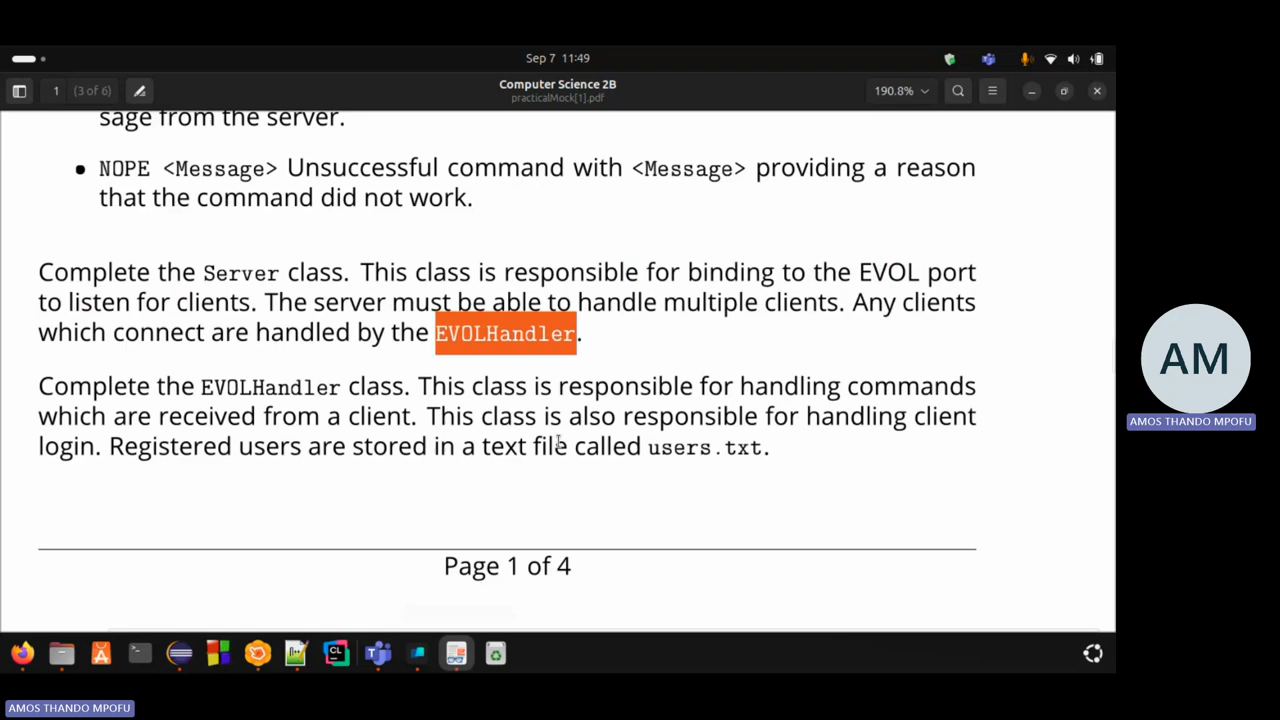 Sep 7 11:49
Computer Science 2B
practicalMock[1].pdf
1 (3 of 6)
190.8%
sage from the server.
• NOPE <Message> Unsuccessful command with <Message> providing a reason
that the command did not work.
Complete the Server class. This class is responsible for binding to the EVOL port
to listen for clients. The server must be able to handle multiple clients. Any clients
which connect are handled by the EVOLHandler.
Complete the EVOLHandler class. This class is responsible for handling commands
which are received from a client. This class is also responsible for handling client
login. Registered users are stored in a text file called users.txt.
Page 1 of 4
AM
AMOS THANDO MPOFU
CL
AMOS THANDO MPOFU